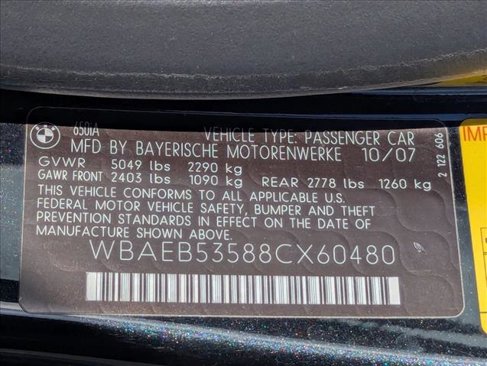 BMW
650iA
VEHICLE TYPE: PASSENGER CAR
MFD BY BAYERISCHE MOTORENWERKE 10/07
GVWR 5049 lbs 2290 kg
GAWR FRONT 2403 lbs 1090 kg REAR 2778 lbs 1260 kg
THIS VEHICLE CONFORMS TO ALL APPLICABLE U.S.
FEDERAL MOTOR VEHICLE SAFETY, BUMPER AND THEFT
PREVENTION STANDARDS IN EFFECT ON THE DATE OF
MANUFACTURE SHOWN ABOVE.
WBAEB53588CX60480
2 122 606
IMP